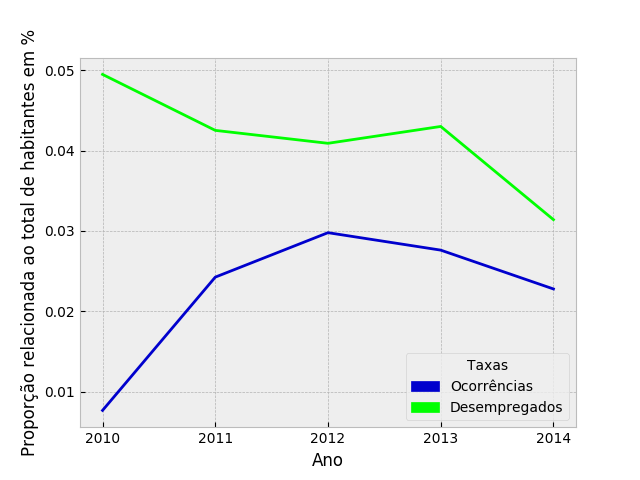 Proporção relacionada ao total de habitantes em %
0.05
0.04
0.03
0.02
0.01
2010 2011 2012 2013 2014
Ano
Taxas
Ocorrências
Desempregados